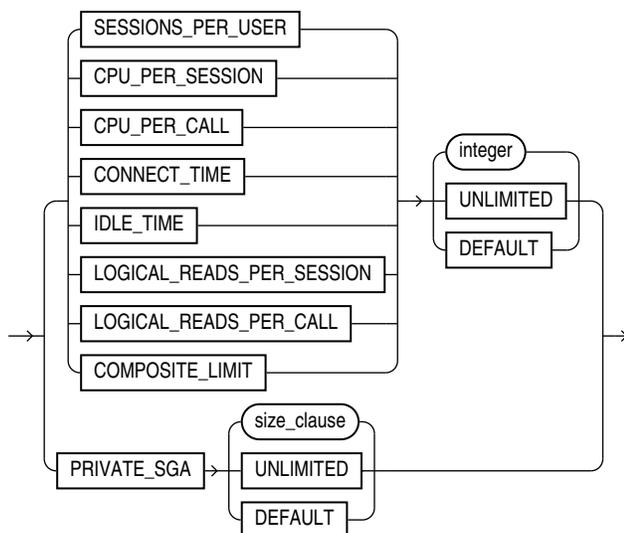 SESSIONS_PER_USER
CPU_PER_SESSION
CPU_PER_CALL
CONNECT_TIME
IDLE_TIME
LOGICAL_READS_PER_SESSION
LOGICAL_READS_PER_CALL
COMPOSITE_LIMIT
integer
UNLIMITED
DEFAULT
PRIVATE_SGA
size_clause
UNLIMITED
DEFAULT